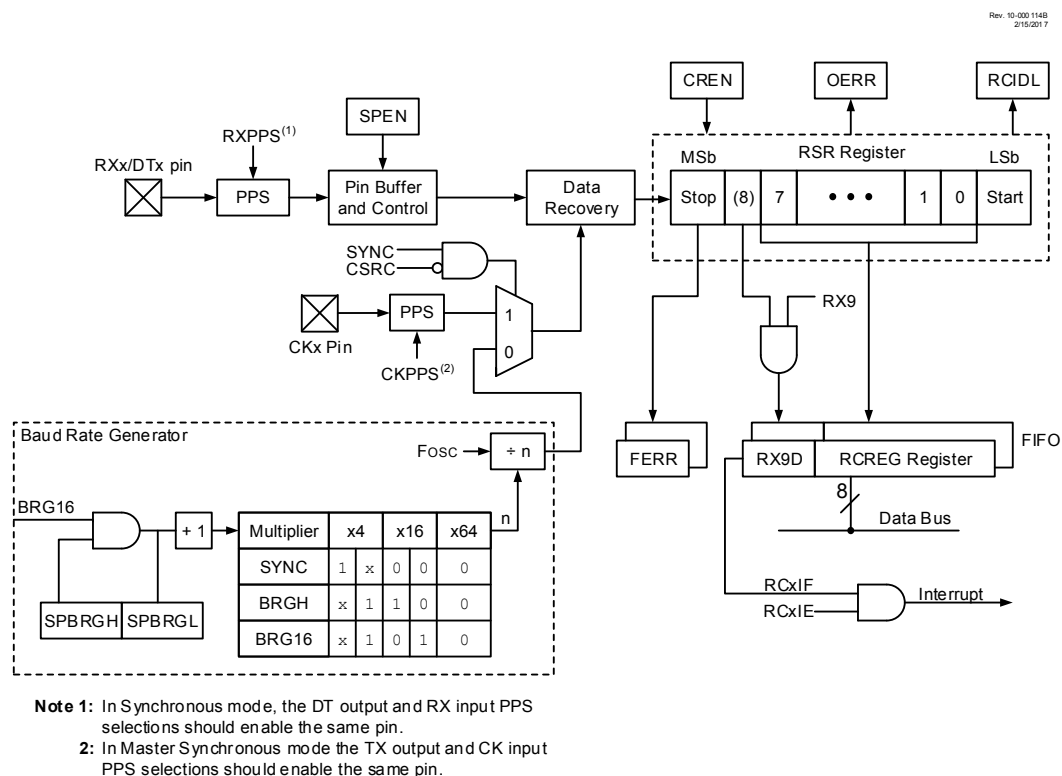 Rev. 10-000 114B
2/15/2017
CREN
OERR
RCIDL
SPEN
RXPPS(1)
RXx/DTx pin
PPS
Pin Buffer
and Control
Data
Recovery
MSb
RSR Register
LSb
Stop (8) 7 • • • 1 0 Start
SYNC
CSRC
RX9
CKx Pin
PPS
CKPPS(2)
1
0
Baud Rate Generator
FOSC
÷ n
n
FERR
RX9D
RCREG Register
FIFO
8
Data Bus
BRG16
+ 1
SPBRGH SPBRGL
Multiplier x4 x16 x64
SYNC 1 x 0 0 0
BRGH x 1 1 0 0
BRG16 x 1 0 1 0
RCxIF
RCxIE
Interrupt
Note 1: In Synchronous mode, the DT output and RX input PPS
selections should enable the same pin.
2: In Master Synchronous mode the TX output and CK input
PPS selections should enable the same pin.